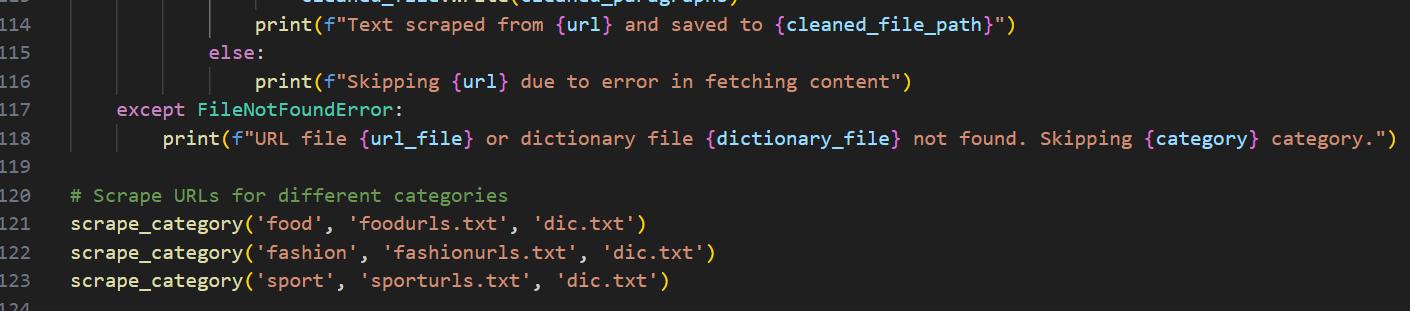 114 print(f"Text scraped from {url} and saved to {cleaned_file_path}")
115 else:
116 print(f"Skipping {url} due to error in fetching content")
117 except FileNotFoundError:
118 print(f"URL file {url_file} or dictionary file {dictionary_file} not found. Skipping {category} category.")
119
120 # Scrape URLs for different categories
121 scrape_category('food', 'foodurls.txt', 'dic.txt')
122 scrape_category('fashion', 'fashionurls.txt', 'dic.txt')
123 scrape_category('sport', 'sporturls.txt', 'dic.txt')
124